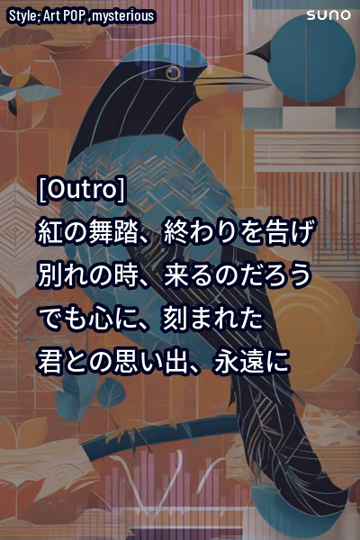 Style; Art POP ,mysterious
SUNO
[Outro]
紅の舞踏、終わりを告げ
別れの時、来るのだろう
でも心に、刻まれた
君との思い出、永遠に